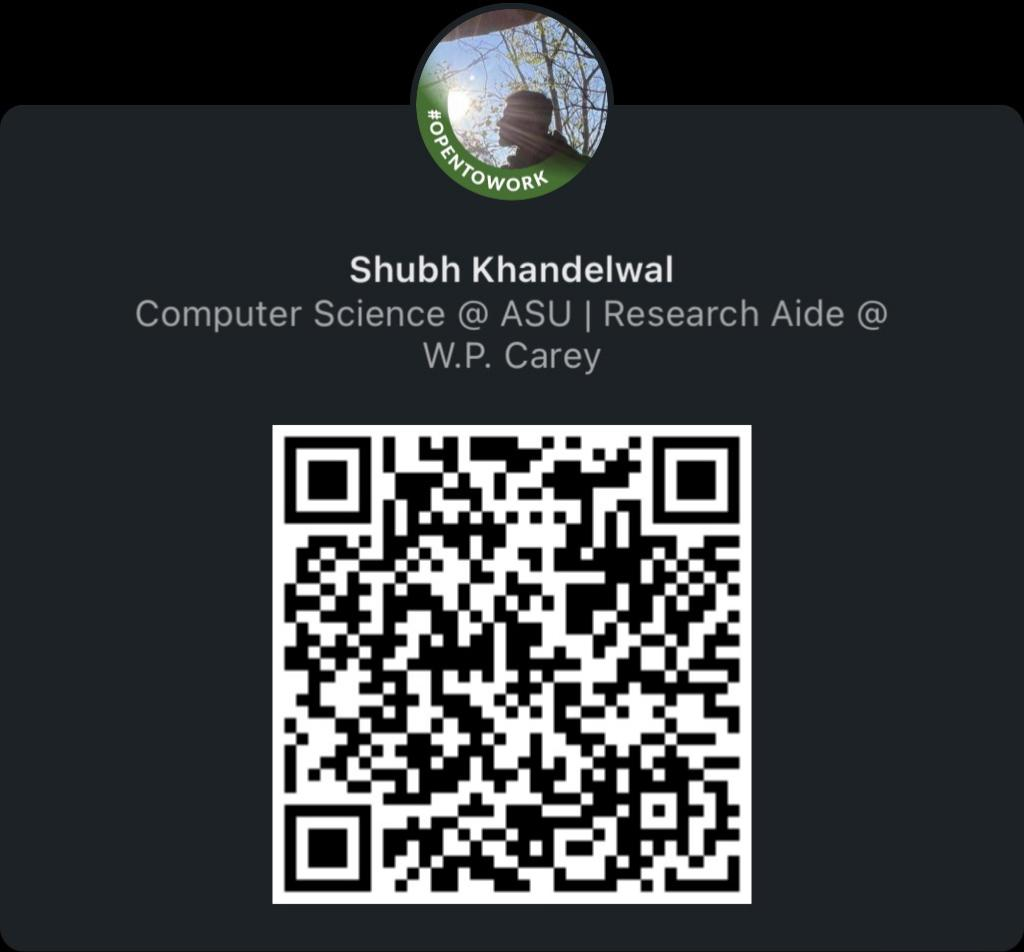 #OPENTOWORK
Shubh Khandelwal
Computer Science @ ASU | Research Aide @
W.P. Carey